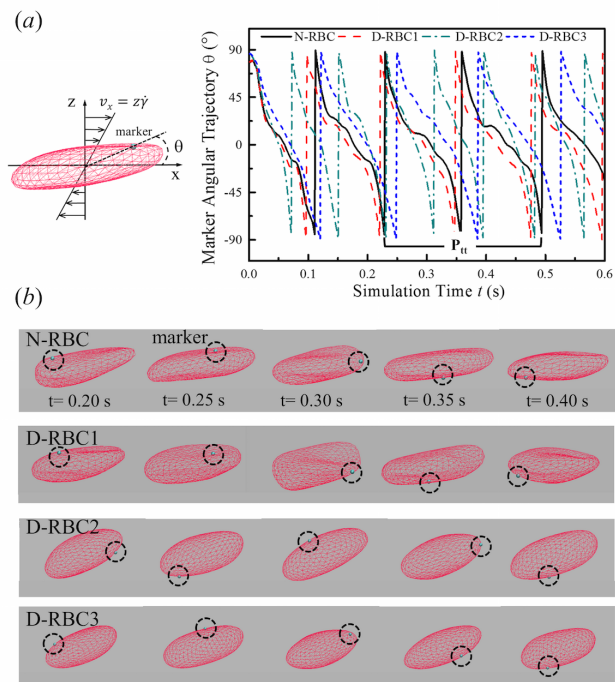 (a)
z
vx = zγ̇
marker
θ
x
N-RBC D-RBC1 D-RBC2 D-RBC3
Marker Angular Trajectory θ (°)
90
45
0
-45
-90
Ptt
0.0 0.1 0.2 0.3 0.4 0.5 0.6
Simulation Time t (s)
(b)
N-RBC
marker
t= 0.20 s t= 0.25 s t= 0.30 s t= 0.35 s t= 0.40 s
D-RBC1
D-RBC2
D-RBC3